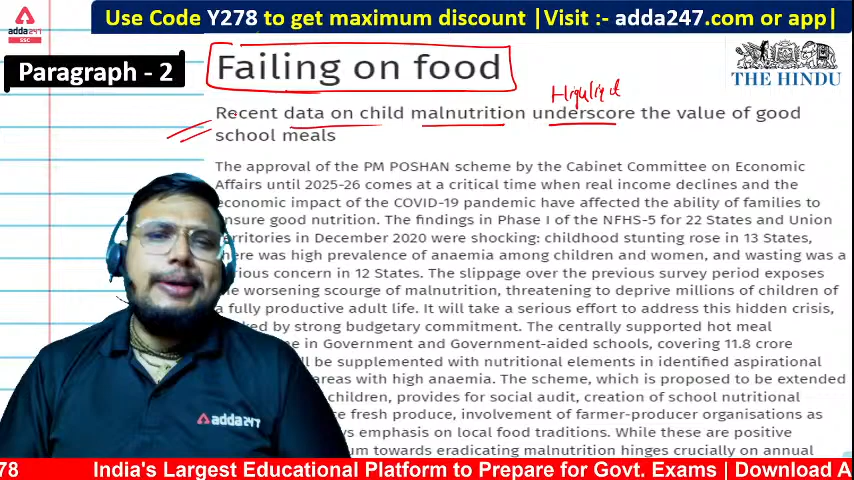 Use Code Y278 to get maximum discount |Visit :- adda247.com or app|
adda247
SSC
Paragraph - 2
Failing on food
THE HINDU
Highlight
Recent data on child malnutrition underscore the value of good
school meals
The approval of the PM POSHAN scheme by the Cabinet Committee on Economic
Affairs until 2025-26 comes at a critical time when real income declines and the
economic impact of the COVID-19 pandemic have affected the ability of families to
ensure good nutrition. The findings in Phase I of the NFHS-5 for 22 States and Union
Territories in December 2020 were shocking: childhood stunting rose in 13 States,
there was high prevalence of anaemia among children and women, and wasting was a
serious concern in 12 States. The slippage over the previous survey period exposes
the worsening scourge of malnutrition, threatening to deprive millions of children of
a fully productive adult life. It will take a serious effort to address this hidden crisis,
by strong budgetary commitment. The centrally supported hot meal
in Government and Government-aided schools, covering 11.8 crore
be supplemented with nutritional elements in identified aspirational
areas with high anaemia. The scheme, which is proposed to be extended
children, provides for social audit, creation of school nutritional
fresh produce, involvement of farmer-producer organisations as
emphasis on local food traditions. While these are positive
towards eradicating malnutrition hinges crucially on annual
adda247
78 India's Largest Educational Platform to Prepare for Govt. Exams | Download A